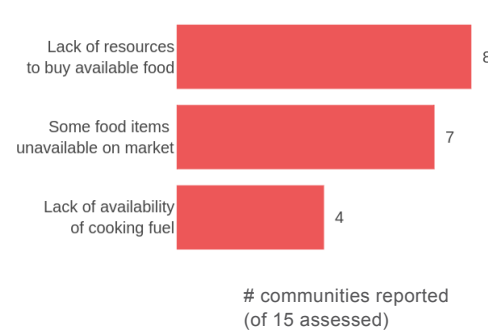 Lack of resources
to buy available food
8
Some food items
unavailable on market
7
Lack of availability
of cooking fuel
4
# communities reported
(of 15 assessed)